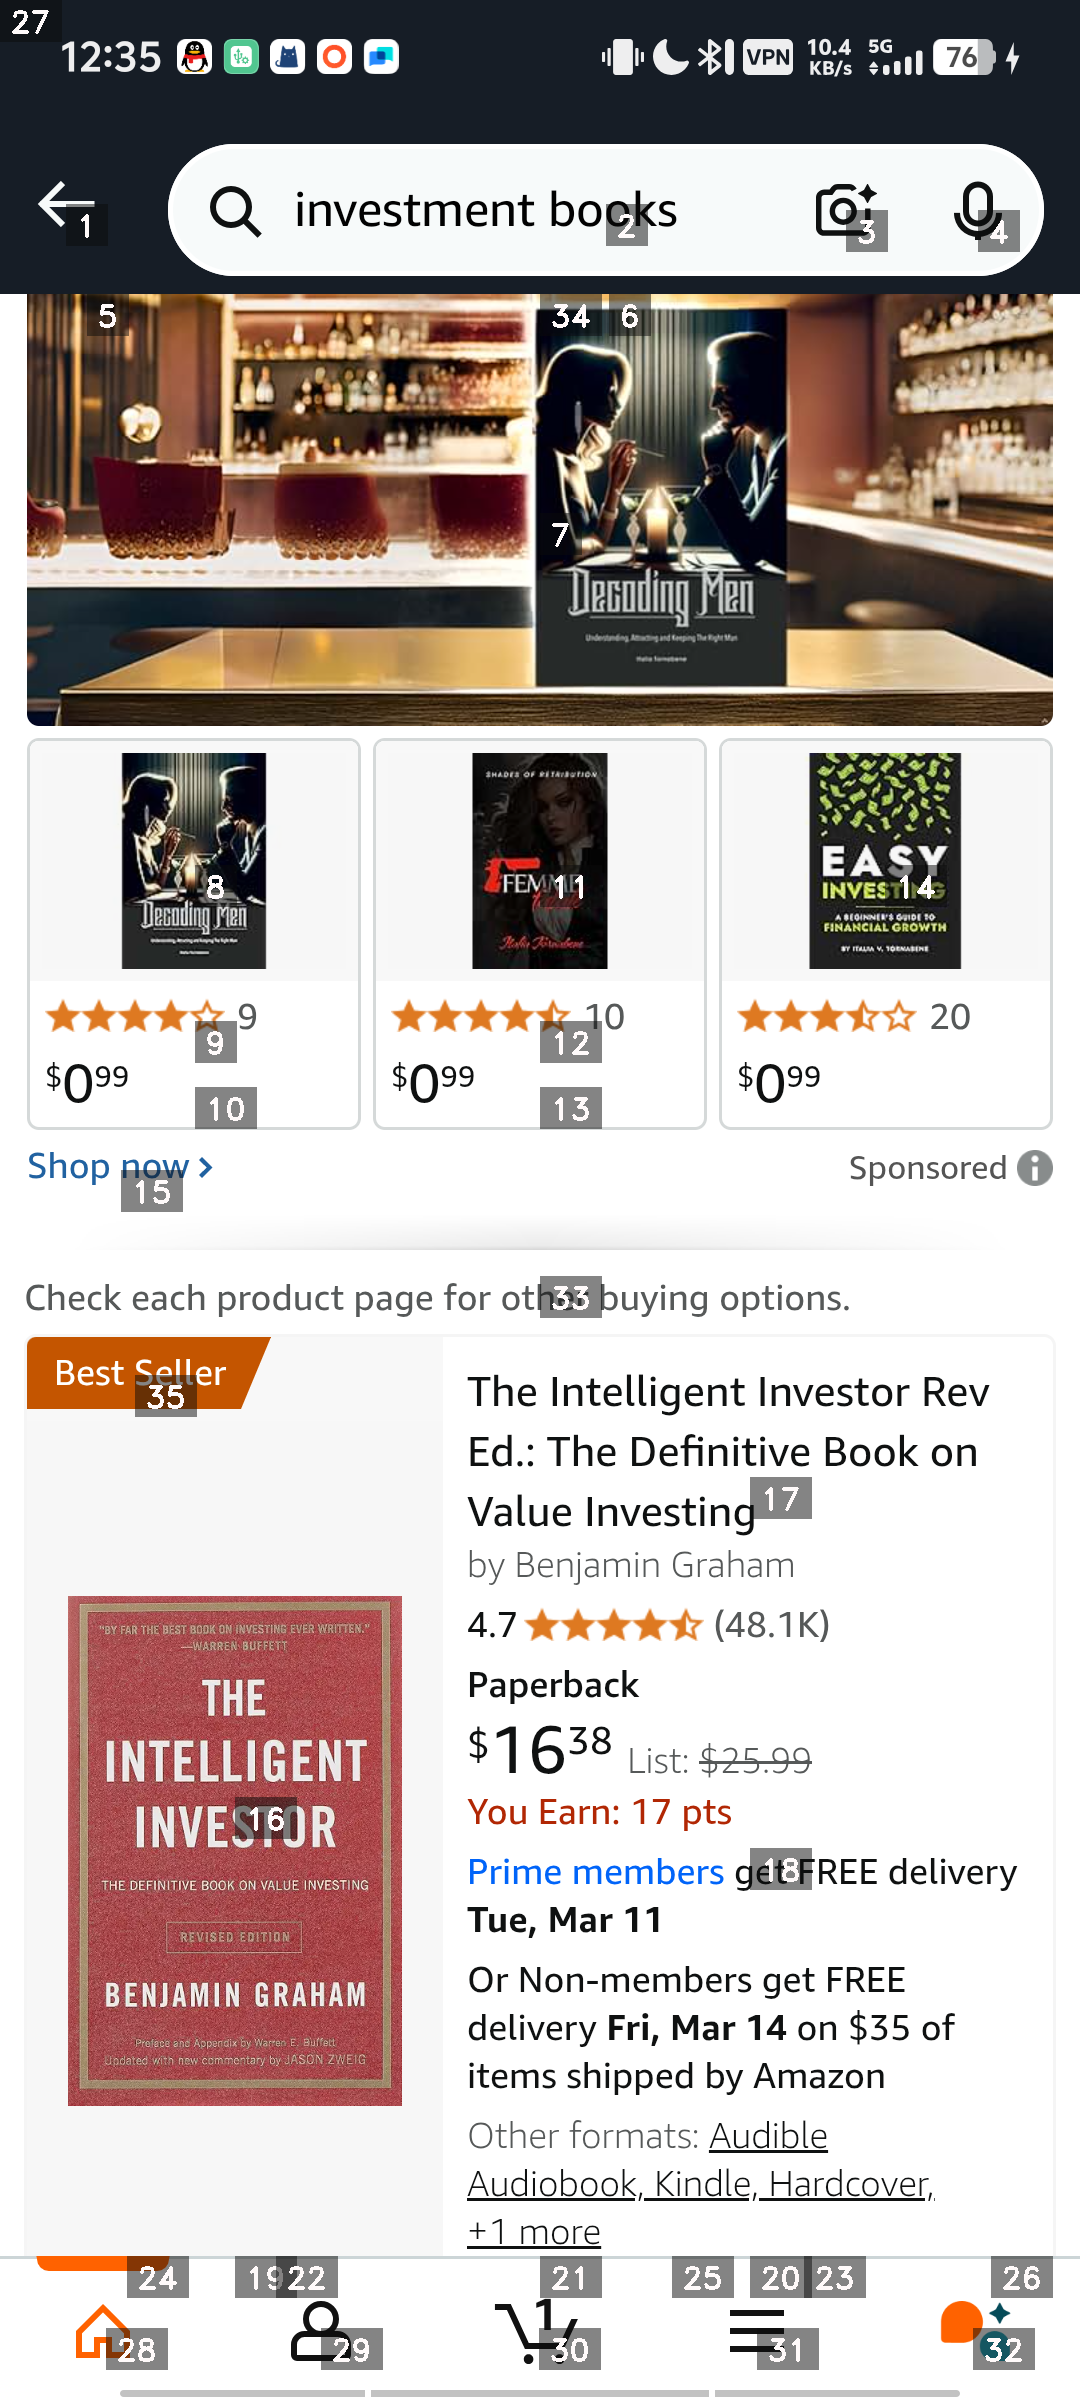 27
12:35
VPN
10.4 KB/s
5G
76
1
investment books
2
3
4
5
34
6
7
Decoding Men
Understanding, Attracting and Keeping The Right Man
Italia Tornabene
8
Decoding Men
SHADES OF RETRIBUTION
11
EASY
INVESTING
14
A BEGINNER'S GUIDE TO
FINANCIAL GROWTH
BY ITALIA V. TORNABENE
9
10
20
9
12
$0.99
$0.99
$0.99
10
13
Shop now
15
Sponsored
Check each product page for other buying options.
33
Best Seller
35
The Intelligent Investor Rev
Ed.: The Definitive Book on
Value Investing
17
by Benjamin Graham
4.7 (48.1K)
Paperback
$16.38 List: $25.99
You Earn: 17 pts
Prime members get FREE delivery
18
Tue, Mar 11
Or Non-members get FREE
delivery Fri, Mar 14 on $35 of
items shipped by Amazon
Other formats: Audible
Audiobook, Kindle, Hardcover,
+1 more
"BY FAR THE BEST BOOK ON INVESTING EVER WRITTEN."
—WARREN BUFFETT
THE
INTELLIGENT
INVESTOR
16
THE DEFINITIVE BOOK ON VALUE INVESTING
REVISED EDITION
BENJAMIN GRAHAM
Preface and Appendix by Warren E. Buffett
Updated with new commentary by JASON ZWEIG
24
19
22
21
25
20
23
26
1
28
29
30
31
32